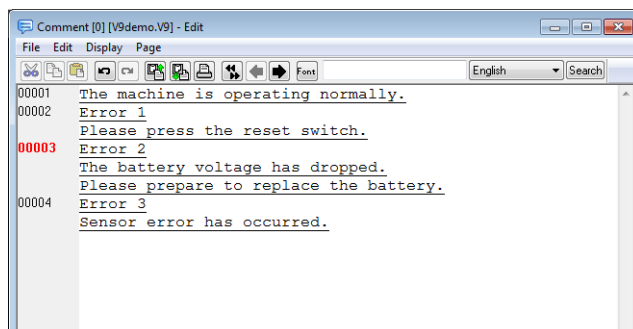 Comment [0] [V9demo.V9] - Edit
File Edit Display Page
Font English Search
00001 The machine is operating normally.
00002 Error 1
Please press the reset switch.
00003 Error 2
The battery voltage has dropped.
Please prepare to replace the battery.
00004 Error 3
Sensor error has occurred.